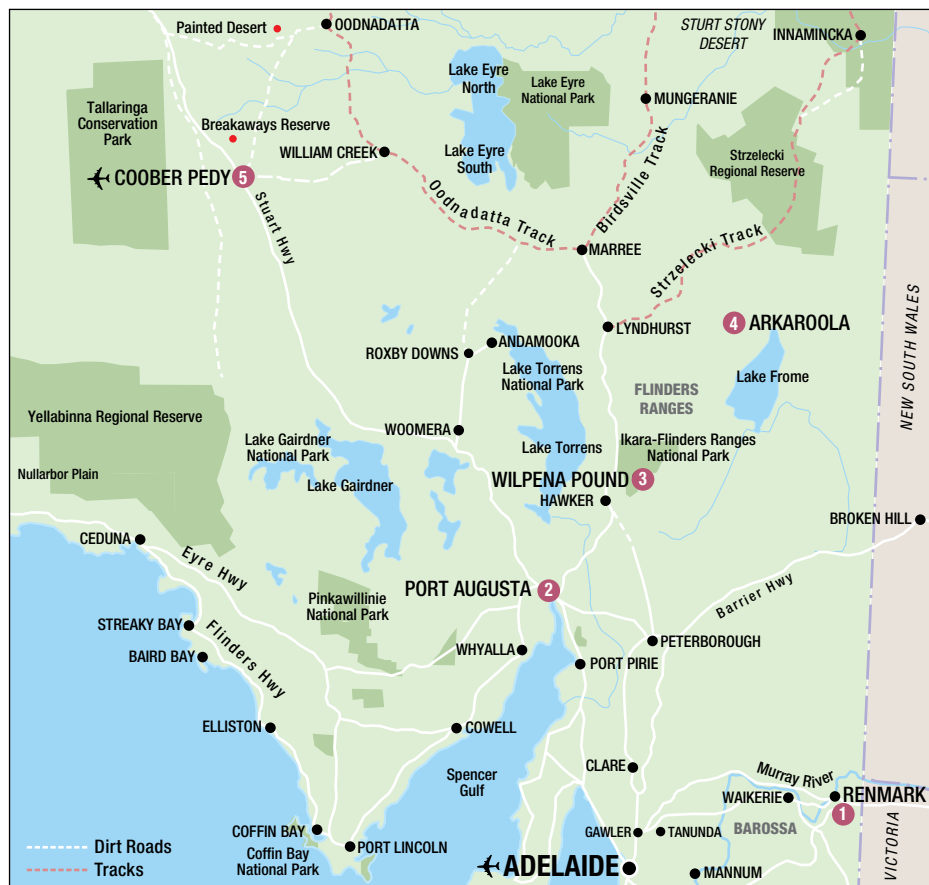 Painted Desert
OODNADATTA
STURT STONY
DESERT
INNAMINCKA
Lake Eyre
North
Lake Eyre
National Park
MUNGERANIE
Tallaringa
Conservation
Park
Breakaways Reserve
WILLIAM CREEK
Lake Eyre
South
Strzelecki
Regional Reserve
COOBER PEDY
5
Stuart Hwy
Oodnadatta Track
Birdsville Track
MARREE
Strzelecki Track
LYNDHURST
4
ARKAROOLA
ROXBY DOWNS
ANDAMOOKA
Lake Torrens
National Park
FLINDERS
RANGES
Lake Frome
NEW SOUTH WALES
Yellabinna Regional Reserve
Nullarbor Plain
Lake Gairdner
National Park
WOOMERA
Lake Gairdner
Lake Torrens
Ikara-Flinders Ranges
National Park
WILPENA POUND
3
HAWKER
BROKEN HILL
CEDUNA
Eyre Hwy
PORT AUGUSTA
2
Barrier Hwy
Pinkawillinie
National Park
STREAKY BAY
Flinders Hwy
BAIRD BAY
WHYALLA
PETERBOROUGH
PORT PIRIE
ELLISTON
COWELL
Spencer
Gulf
CLARE
Murray River
WAIKERIE
RENMARK
1
COFFIN BAY
Coffin Bay
National Park
PORT LINCOLN
GAWLER
TANUNDA
BAROSSA
VICTORIA
ADELAIDE
MANNUM
Dirt Roads
Tracks